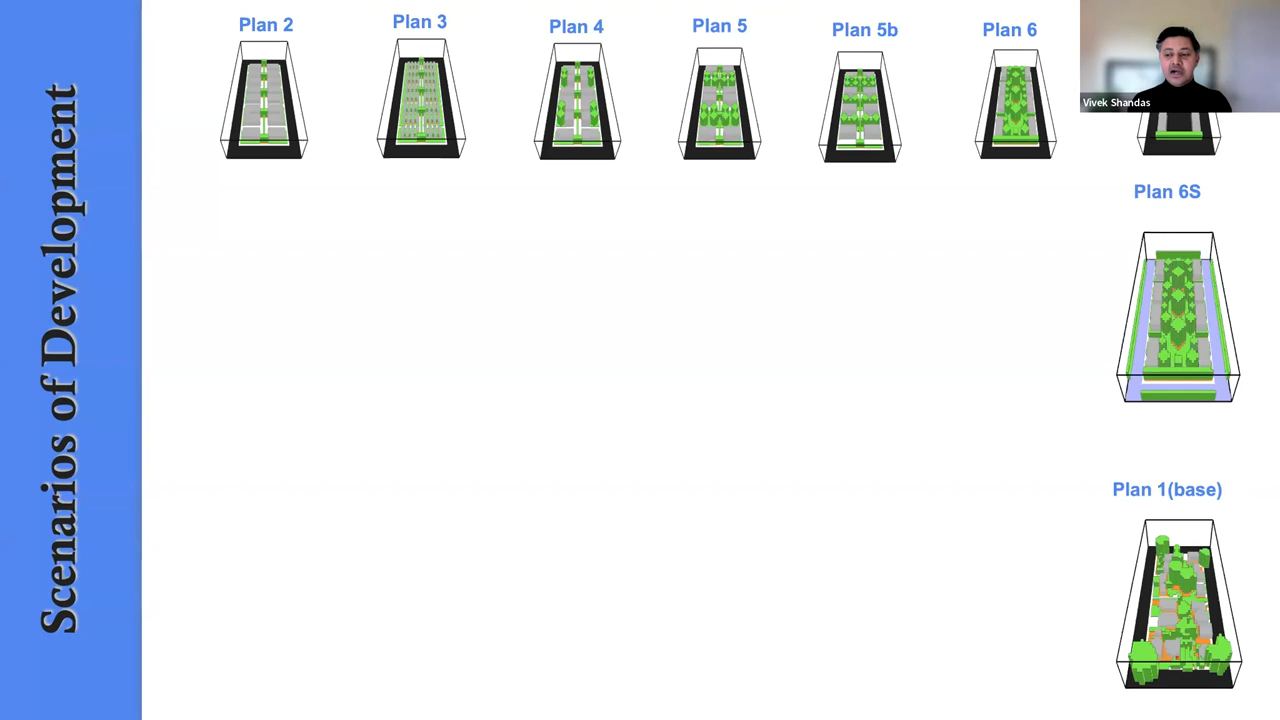 Scenarios of Development
Plan 2
Plan 3
Plan 4
Plan 5
Plan 5b
Plan 6
Vivek Shandas
Plan 6S
Plan 1(base)